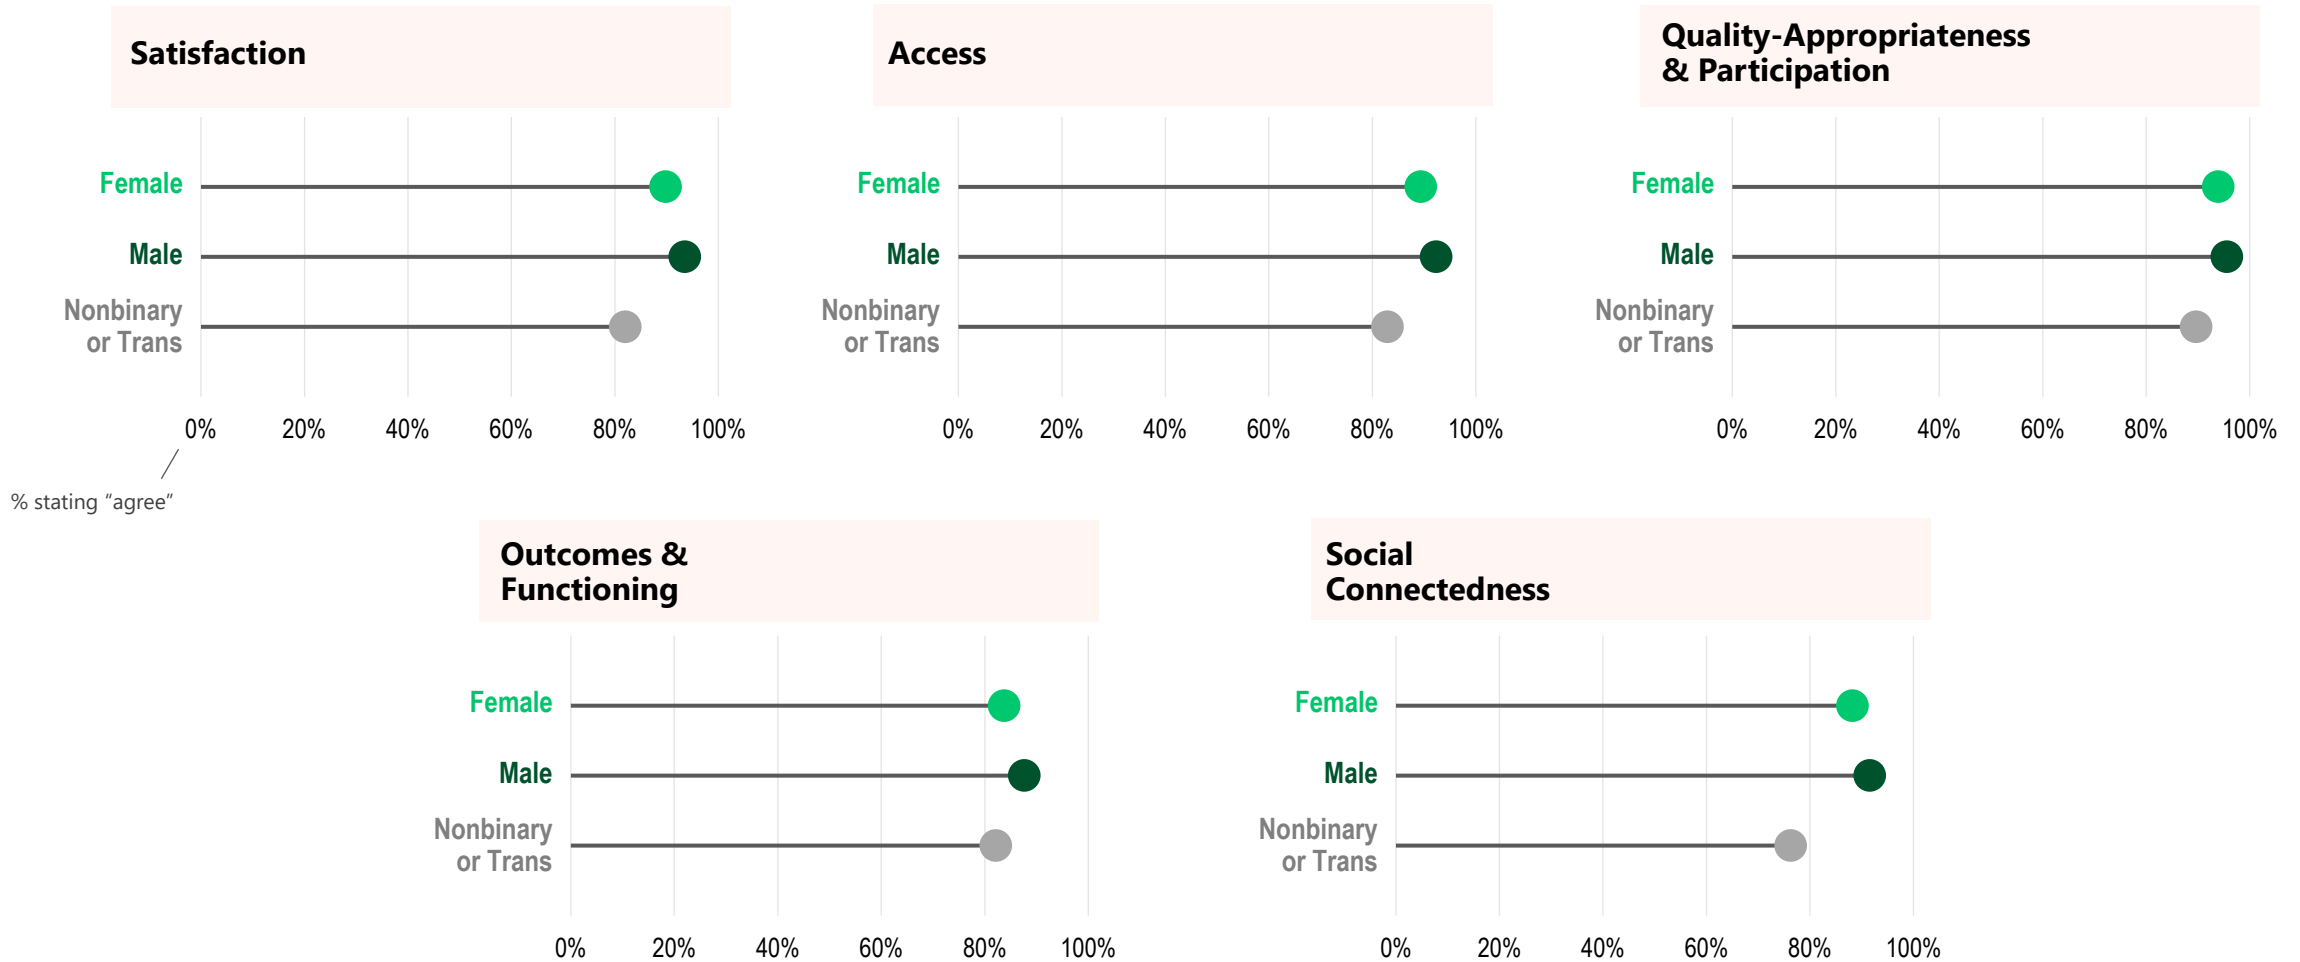 Satisfaction
Female
Male
Nonbinary
or Trans
0% 20% 40% 60% 80% 100%
% stating “agree”
Access
Female
Male
Nonbinary
or Trans
0% 20% 40% 60% 80% 100%
Quality-Appropriateness
& Participation
Female
Male
Nonbinary
or Trans
0% 20% 40% 60% 80% 100%
Outcomes &
Functioning
Female
Male
Nonbinary
or Trans
0% 20% 40% 60% 80% 100%
Social
Connectedness
Female
Male
Nonbinary
or Trans
0% 20% 40% 60% 80% 100%